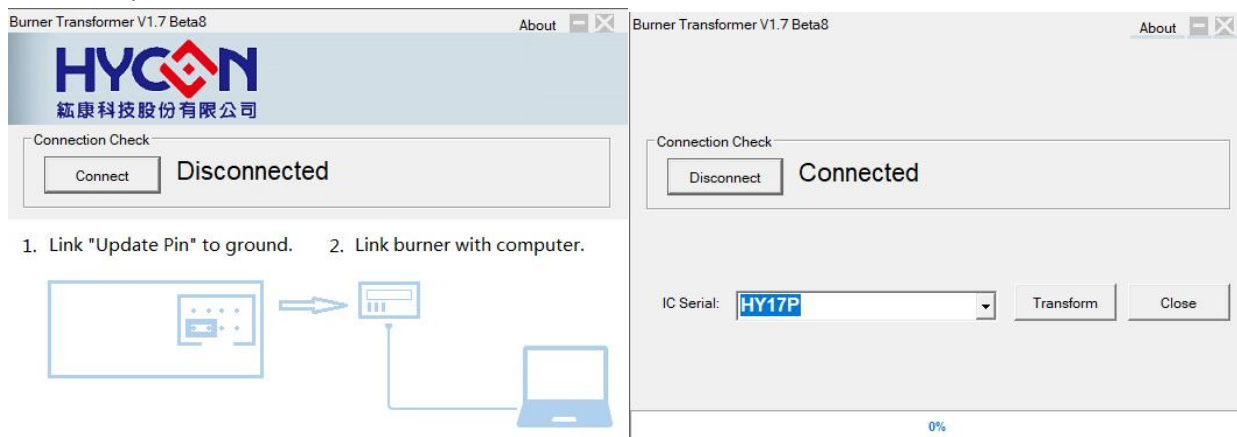 Burner Transformer V1.7 Beta8 About
HYCON
紘康科技股份有限公司
Connection Check
Connect Disconnected
1. Link "Update Pin" to ground. 2. Link burner with computer.
Burner Transformer V1.7 Beta8 About
Connection Check
Disconnect Connected
IC Serial: HY17P Transform Close
0%